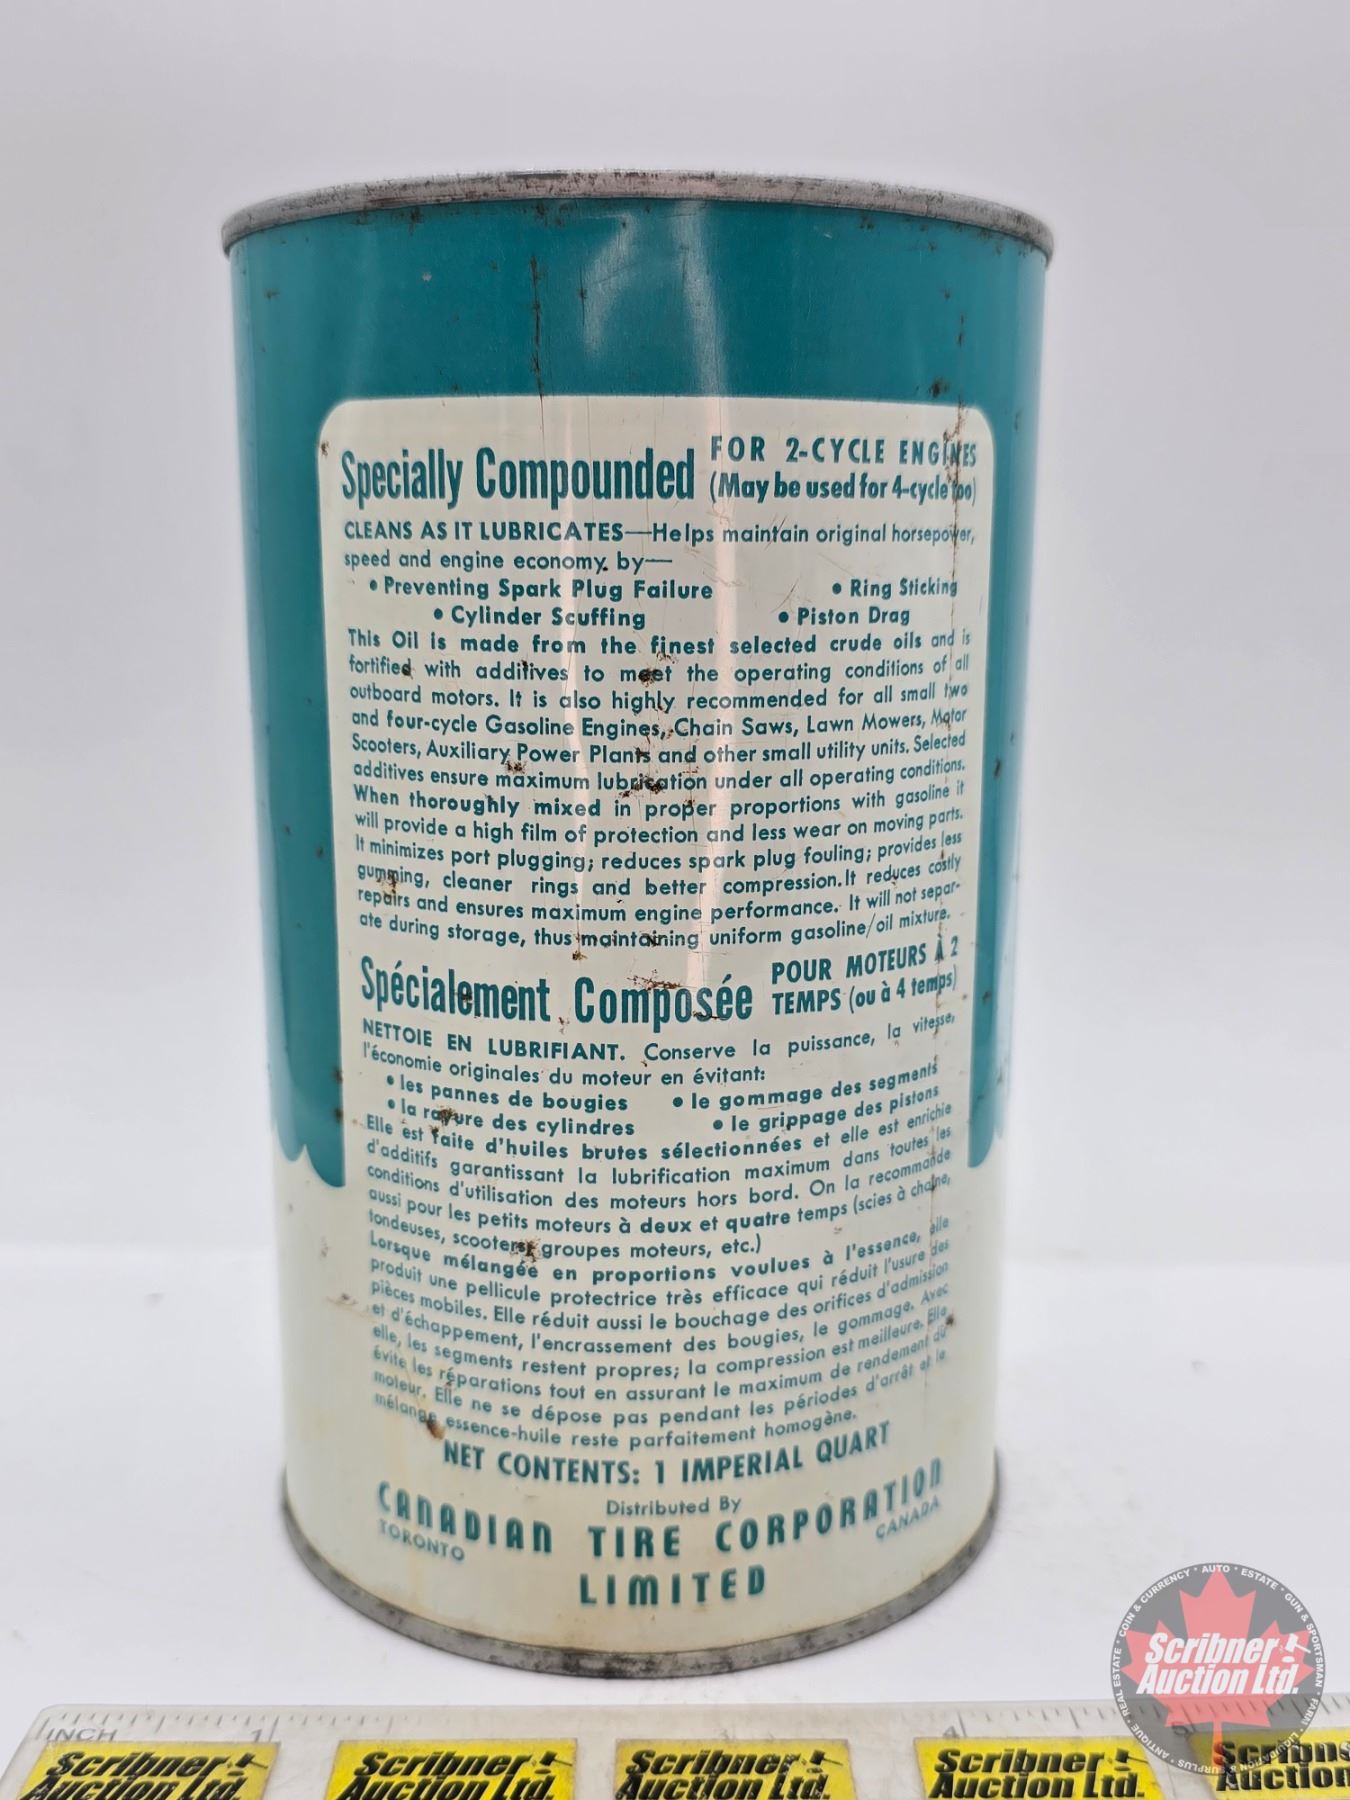 Specially Compounded FOR 2-CYCLE ENGINES
(May be used for 4-cycle too)
CLEANS AS IT LUBRICATES—Helps maintain original horsepower,
speed and engine economy. by—
• Preventing Spark Plug Failure • Ring Sticking
• Cylinder Scuffing • Piston Drag
This Oil is made from the finest selected crude oils and is
fortified with additives to meet the operating conditions of all
outboard motors. It is also highly recommended for all small two
and four-cycle Gasoline Engines, Chain Saws, Lawn Mowers, Motor
Scooters, Auxiliary Power Plants and other small utility units. Selected
additives ensure maximum lubrication under all operating conditions.
When thoroughly mixed in proper proportions with gasoline it
will provide a high film of protection and less wear on moving parts.
It minimizes port plugging; reduces spark plug fouling; provides less
gumming, cleaner rings and better compression. It reduces costly
repairs and ensures maximum engine performance. It will not separ-
ate during storage, thus maintaining uniform gasoline/oil mixture.
Spécialement Composée POUR MOTEURS À 2
TEMPS (ou à 4 temps)
NETTOIE EN LUBRIFIANT. Conserve la puissance, la vitesse,
l'économie originales du moteur en évitant:
• les pannes de bougies • le gommage des segments
• la rayure des cylindres • le grippage des pistons
Elle est faite d'huiles brutes sélectionnées et elle est enrichie
d'additifs garantissant la lubrification maximum dans toutes les
conditions d'utilisation des moteurs hors bord. On la recommande
aussi pour les petits moteurs à deux et quatre temps (scies à chaîne,
tondeuses, scooters, groupes moteurs, etc.)
Lorsque mélangée en proportions voulues à l'essence, elle
produit une pellicule protectrice très efficace qui réduit l'usure des
pièces mobiles. Elle réduit aussi le bouchage des orifices d'admission
et d'échappement, l'encrassement des bougies, le gommage. Avec
elle, les segments restent propres; la compression est meilleure. Elle
évite les réparations tout en assurant le maximum de rendement du
moteur. Elle ne se dépose pas pendant les périodes d'arrêt et le
mélange essence-huile reste parfaitement homogène.
NET CONTENTS: 1 IMPERIAL QUART
Distributed By
CANADIAN TIRE CORPORATION
TORONTO CANADA
LIMITED
INCH 1 4 5
Scribner Auction Ltd.
Scribner Auction Ltd.
Scribner Auction Ltd.
Scribner Auction Ltd.
Scribner Auction
COIN & CURRENCY • AUTO • ESTATE • GUN & SPORTSMAN • FARM • LIQUIDATION • SURPLUS • ANTIQUE • REAL ESTATE
Scribner
Auction Ltd.